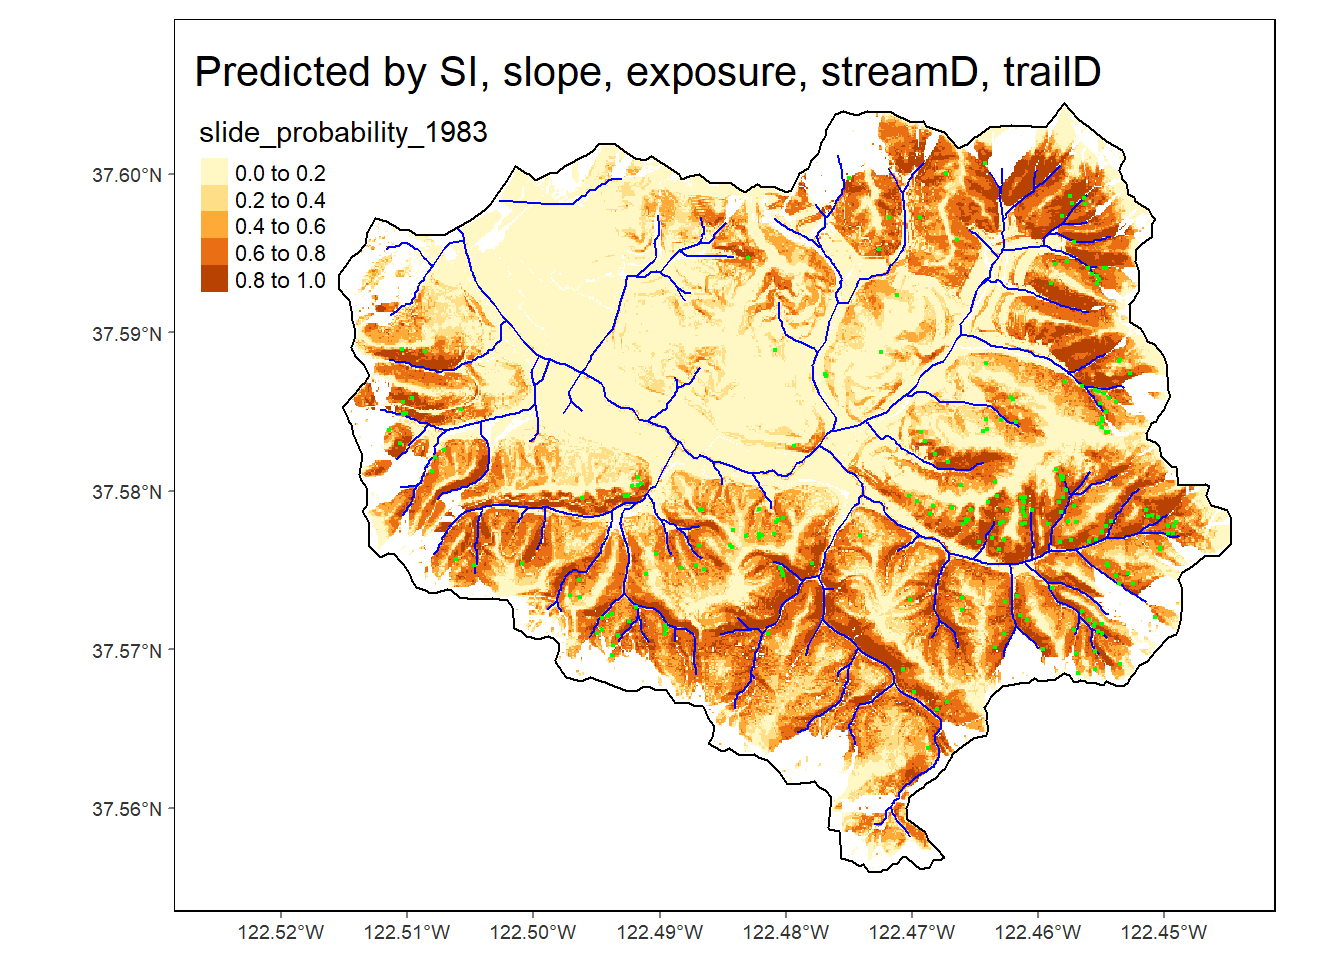 Predicted by SI, slope, exposure, streamD, trailD
slide_probability_1983
0.0 to 0.2
0.2 to 0.4
0.4 to 0.6
0.6 to 0.8
0.8 to 1.0
37.60°N
37.59°N
37.58°N
37.57°N
37.56°N
122.52°W 122.51°W 122.50°W 122.49°W 122.48°W 122.47°W 122.46°W 122.45°W